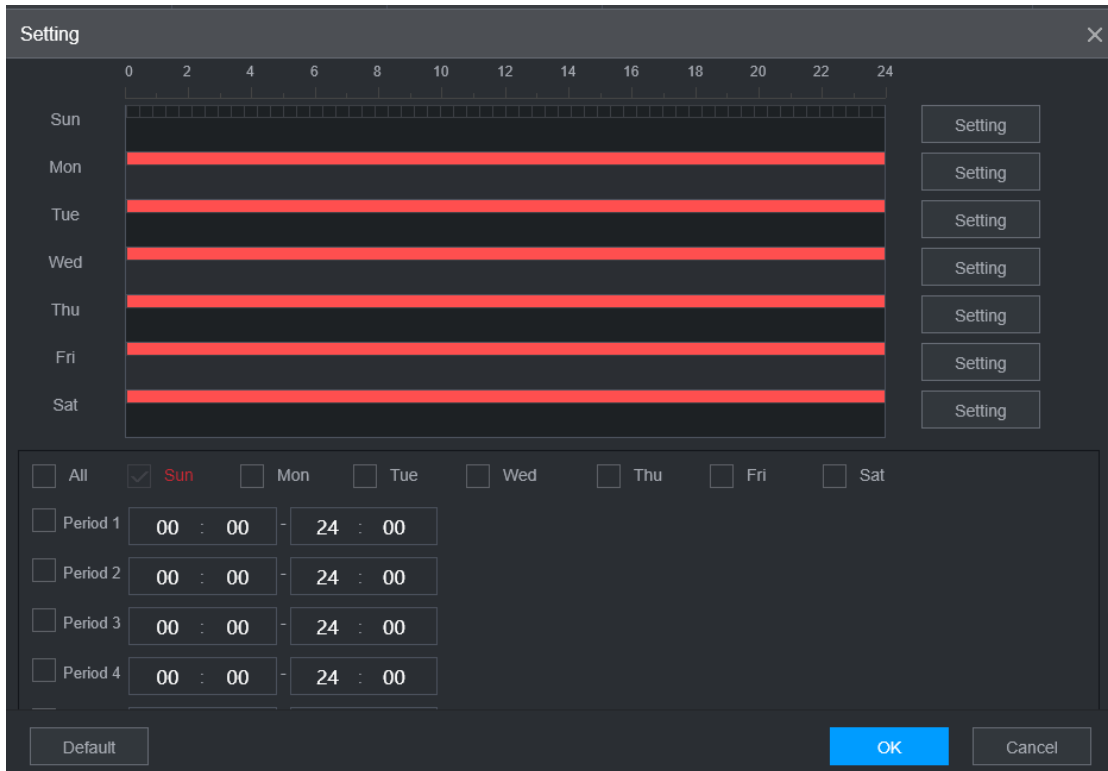 Setting
0 2 4 6 8 10 12 14 16 18 20 22 24
Sun Setting
Mon Setting
Tue Setting
Wed Setting
Thu Setting
Fri Setting
Sat Setting
All Sun Mon Tue Wed Thu Fri Sat
Period 1 00 : 00 - 24 : 00
Period 2 00 : 00 - 24 : 00
Period 3 00 : 00 - 24 : 00
Period 4 00 : 00 - 24 : 00
Default OK Cancel